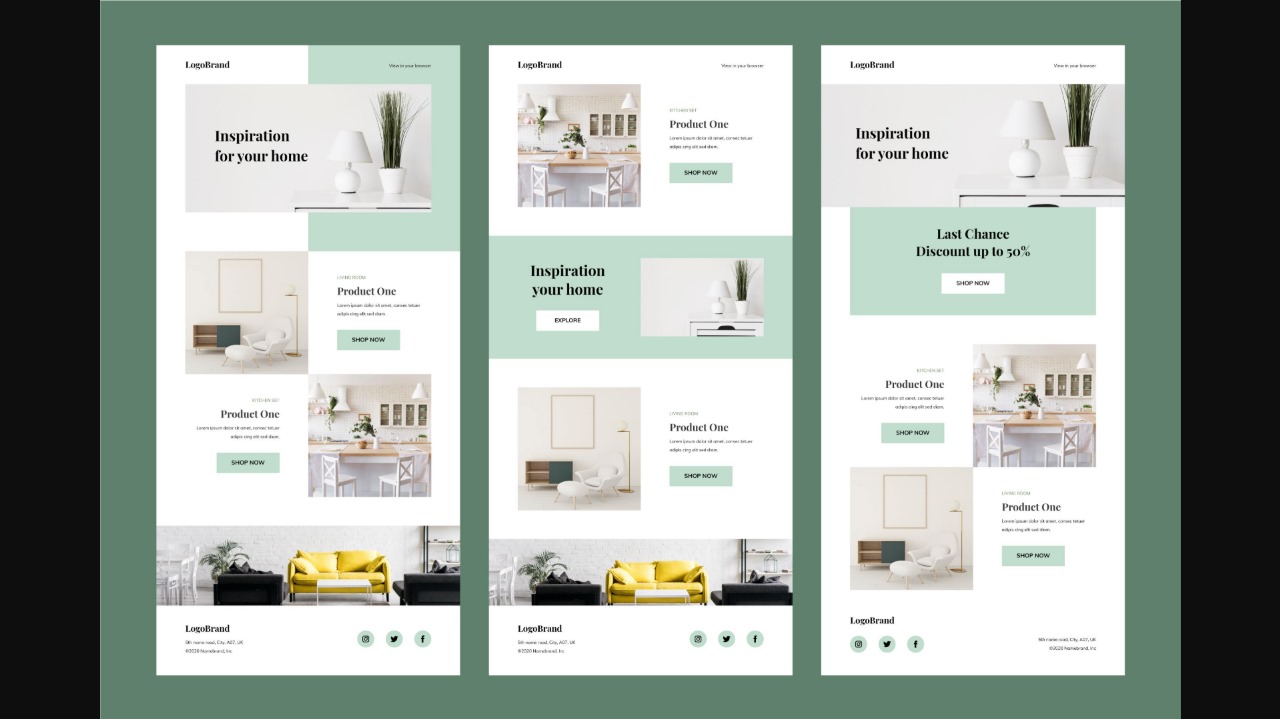 LogoBrand
View in your browser
Inspiration
for your home
LIVING ROOM
Product One
Lorem ipsum dolor sit amet, consec tetuer
adipis cing elit sed diam.
SHOP NOW
KITCHEN SET
Product One
Lorem ipsum dolor sit amet, consec tetuer
adipis cing elit sed diam.
SHOP NOW
LogoBrand
5th name road, City, A07, UK
©2020 Namebrand, Inc
LogoBrand
View in your browser
KITCHEN SET
Product One
Lorem ipsum dolor sit amet, consec tetuer
adipis cing elit sed diam.
SHOP NOW
Inspiration
your home
EXPLORE
LIVING ROOM
Product One
Lorem ipsum dolor sit amet, consec tetuer
adipis cing elit sed diam.
SHOP NOW
LogoBrand
5th name road, City, A07, UK
©2020 Namebrand, Inc
LogoBrand
View in your browser
Inspiration
for your home
Last Chance
Discount up to 50%
SHOP NOW
KITCHEN SET
Product One
Lorem ipsum dolor sit amet, consec tetuer
adipis cing elit sed diam.
SHOP NOW
LIVING ROOM
Product One
Lorem ipsum dolor sit amet, consec tetuer
adipis cing elit sed diam.
SHOP NOW
LogoBrand
5th name road, City, A07, UK
©2020 Namebrand, Inc